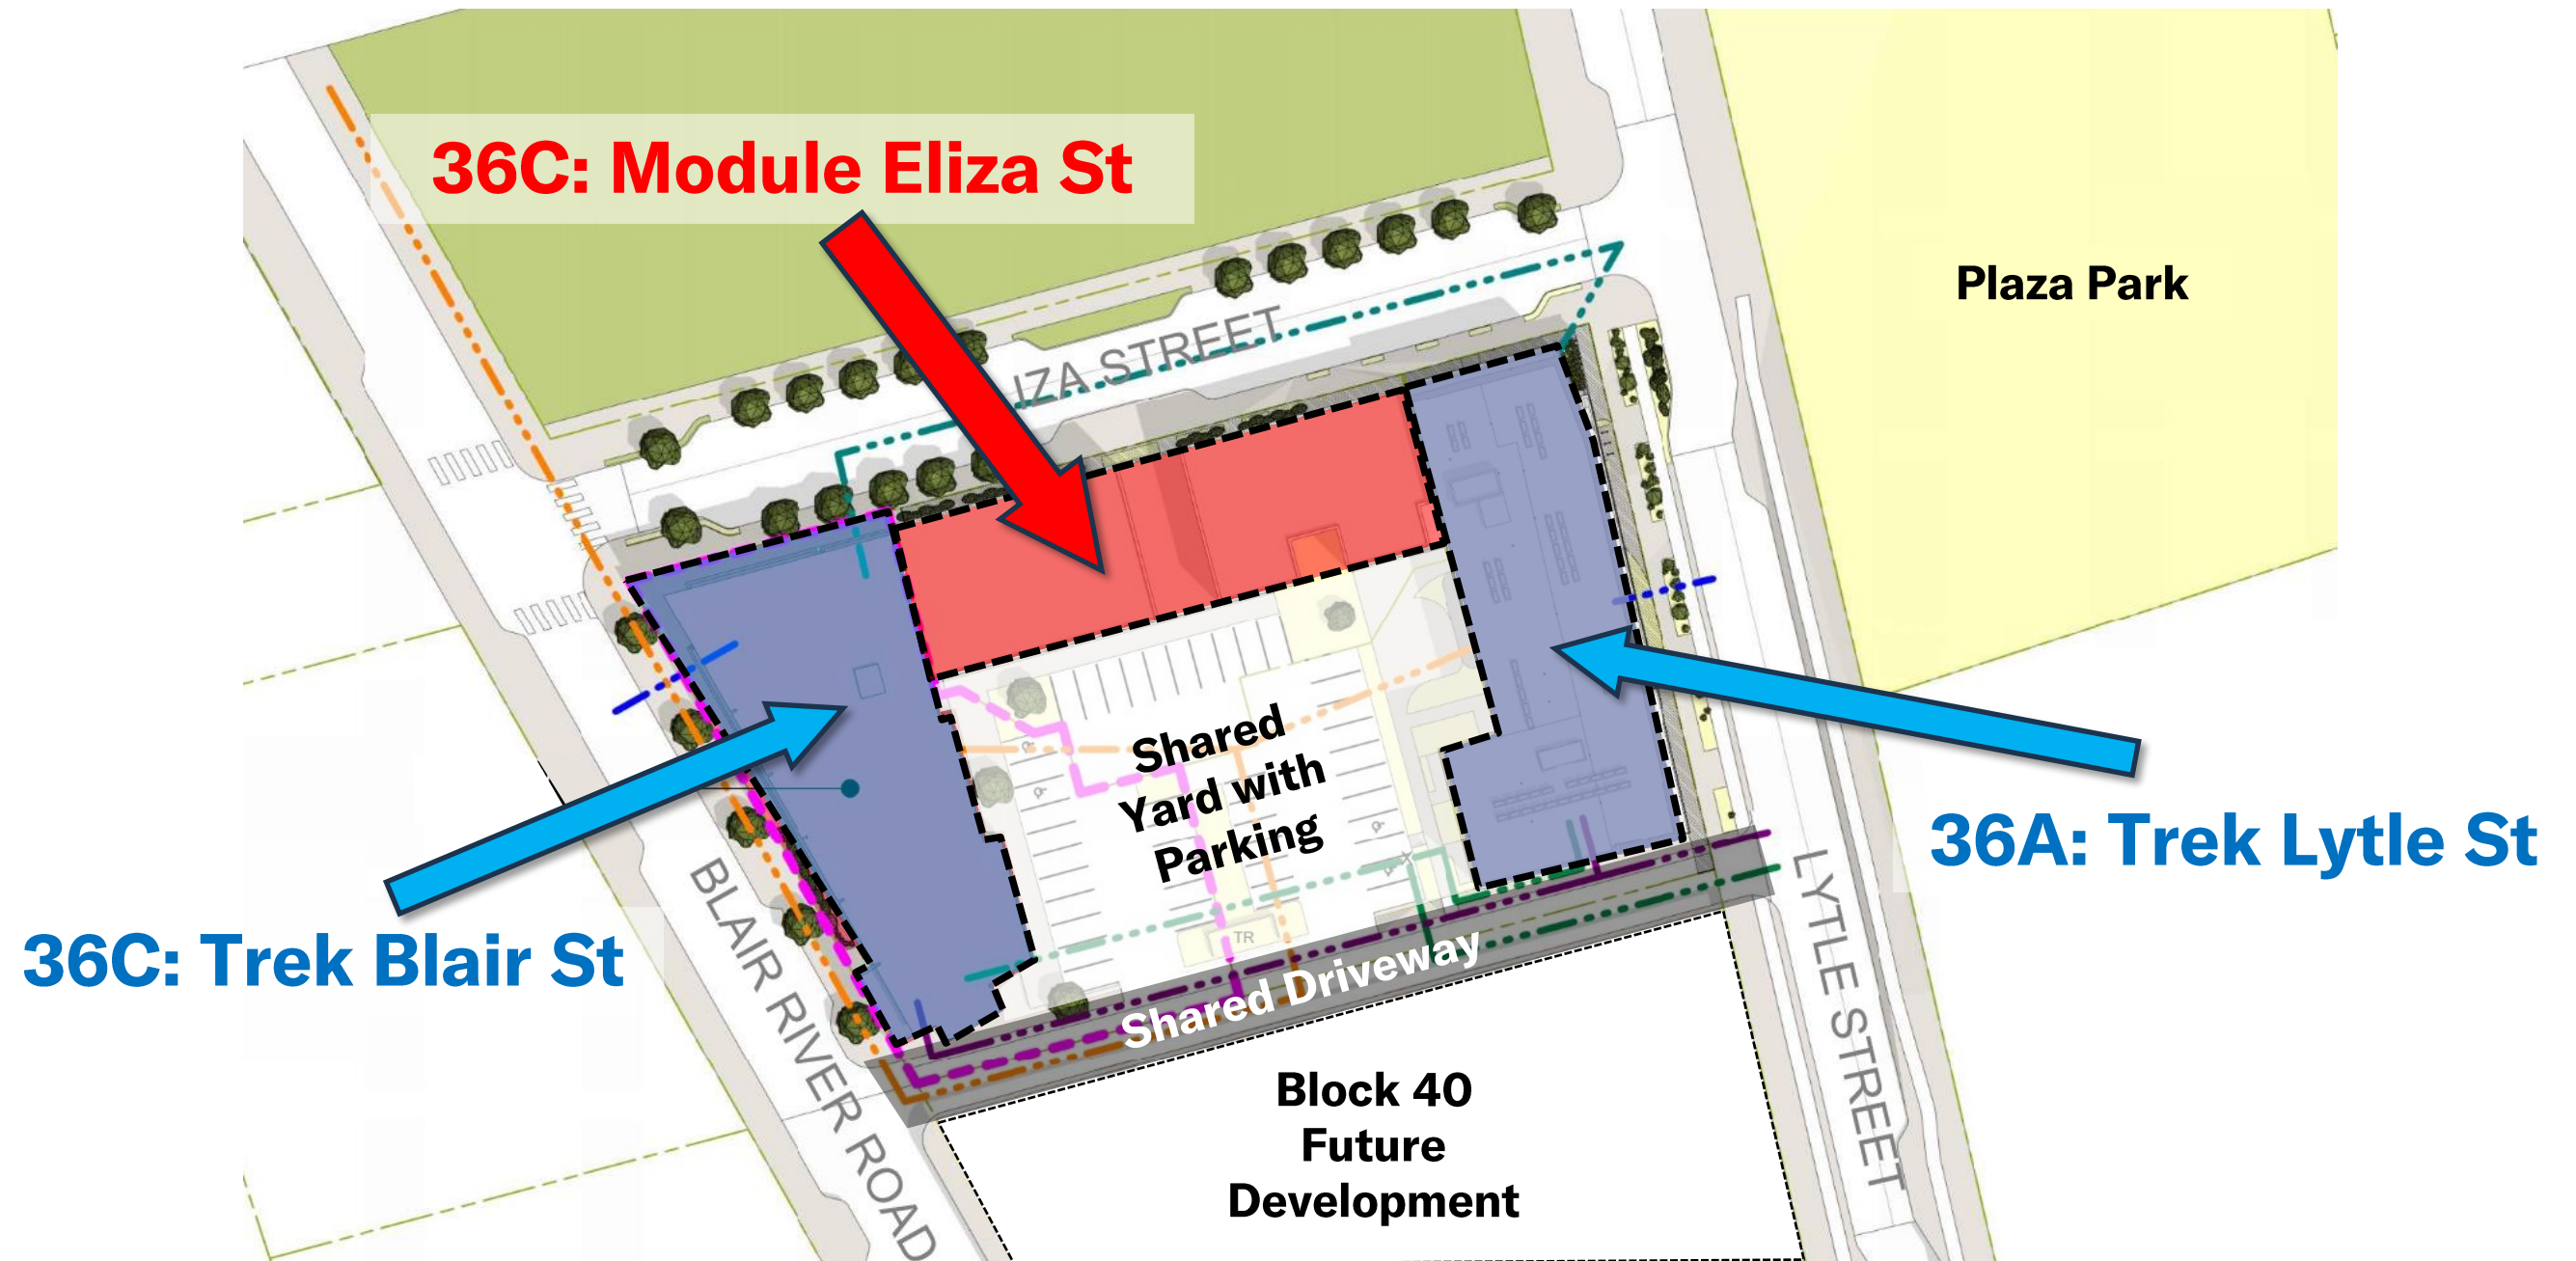 36C: Module Eliza St
Plaza Park
IZA STREET
Shared
Yard with
Parking
36A: Trek Lytle St
36C: Trek Blair St
TR
Shared Driveway
BLAIR RIVER ROAD
LYTLE STREET
Block 40
Future
Development